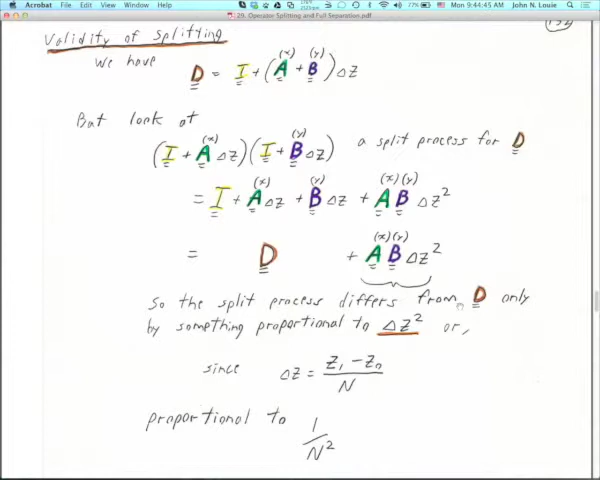 Acrobat File Edit View Window Help 77% Mon 9:44:45 AM John N. Louie
29. Operator Splitting and Full Separation.pdf
Validity of Splitting
We have
D = I + (A + B) Δz
(x) (y)
But look at
(I + A Δz)(I + B Δz) a split process for D
(x) (y)
= I + A Δz + B Δz + A B Δz²
(x) (y) (x)(y)
= D + A B Δz²
(x)(y)
So the split process differs from D only
by something proportional to Δz² or,
since Δz = z₁ - z₀ / N
proportional to 1 / N²